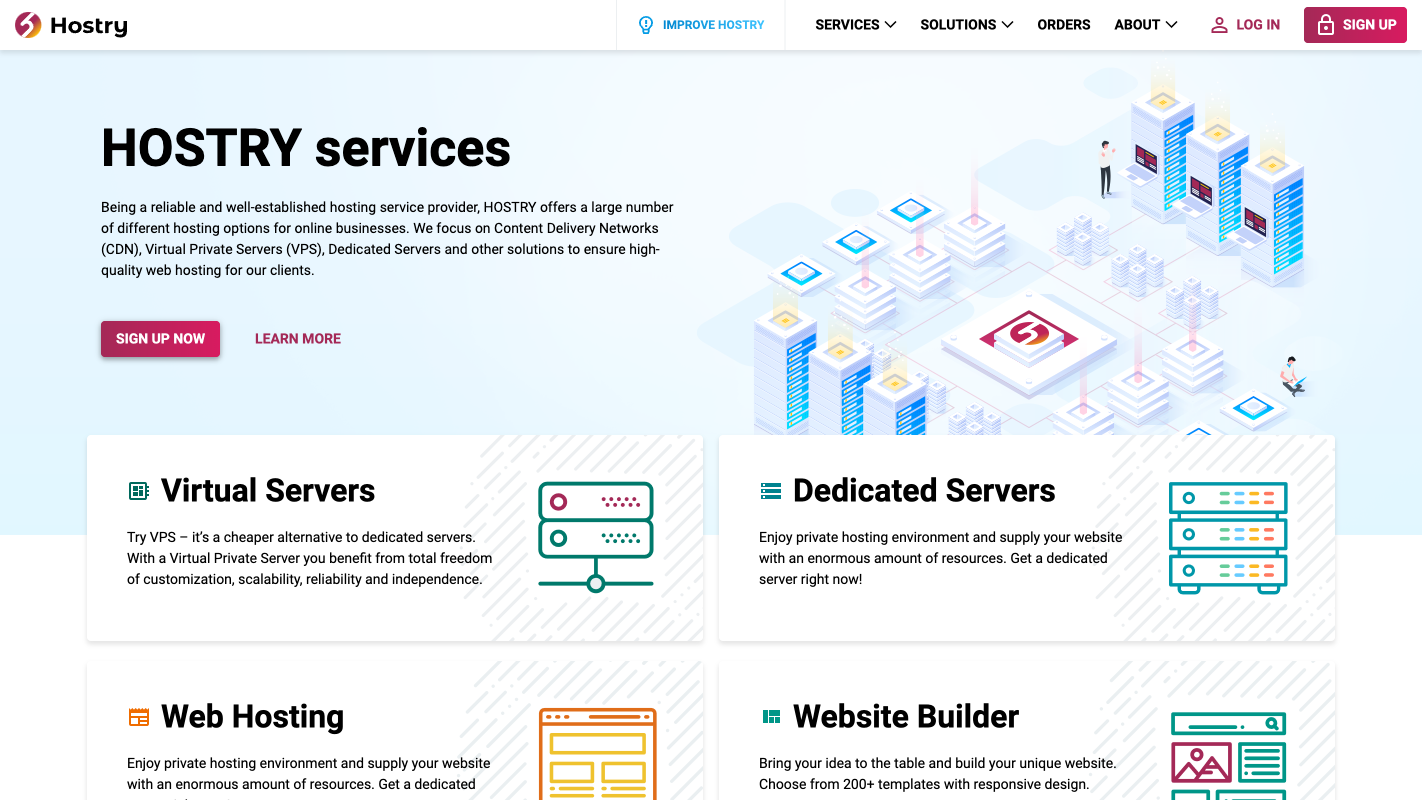 Hostry
IMPROVE HOSTRY
SERVICES
SOLUTIONS
ORDERS
ABOUT
LOG IN
SIGN UP
HOSTRY services
Being a reliable and well-established hosting service provider, HOSTRY offers a large number
of different hosting options for online businesses. We focus on Content Delivery Networks
(CDN), Virtual Private Servers (VPS), Dedicated Servers and other solutions to ensure high-
quality web hosting for our clients.
SIGN UP NOW
LEARN MORE
Virtual Servers
Try VPS – it's a cheaper alternative to dedicated servers.
With a Virtual Private Server you benefit from total freedom
of customization, scalability, reliability and independence.
Dedicated Servers
Enjoy private hosting environment and supply your website
with an enormous amount of resources. Get a dedicated
server right now!
Web Hosting
Enjoy private hosting environment and supply your website
with an enormous amount of resources. Get a dedicated
Website Builder
Bring your idea to the table and build your unique website.
Choose from 200+ templates with responsive design.